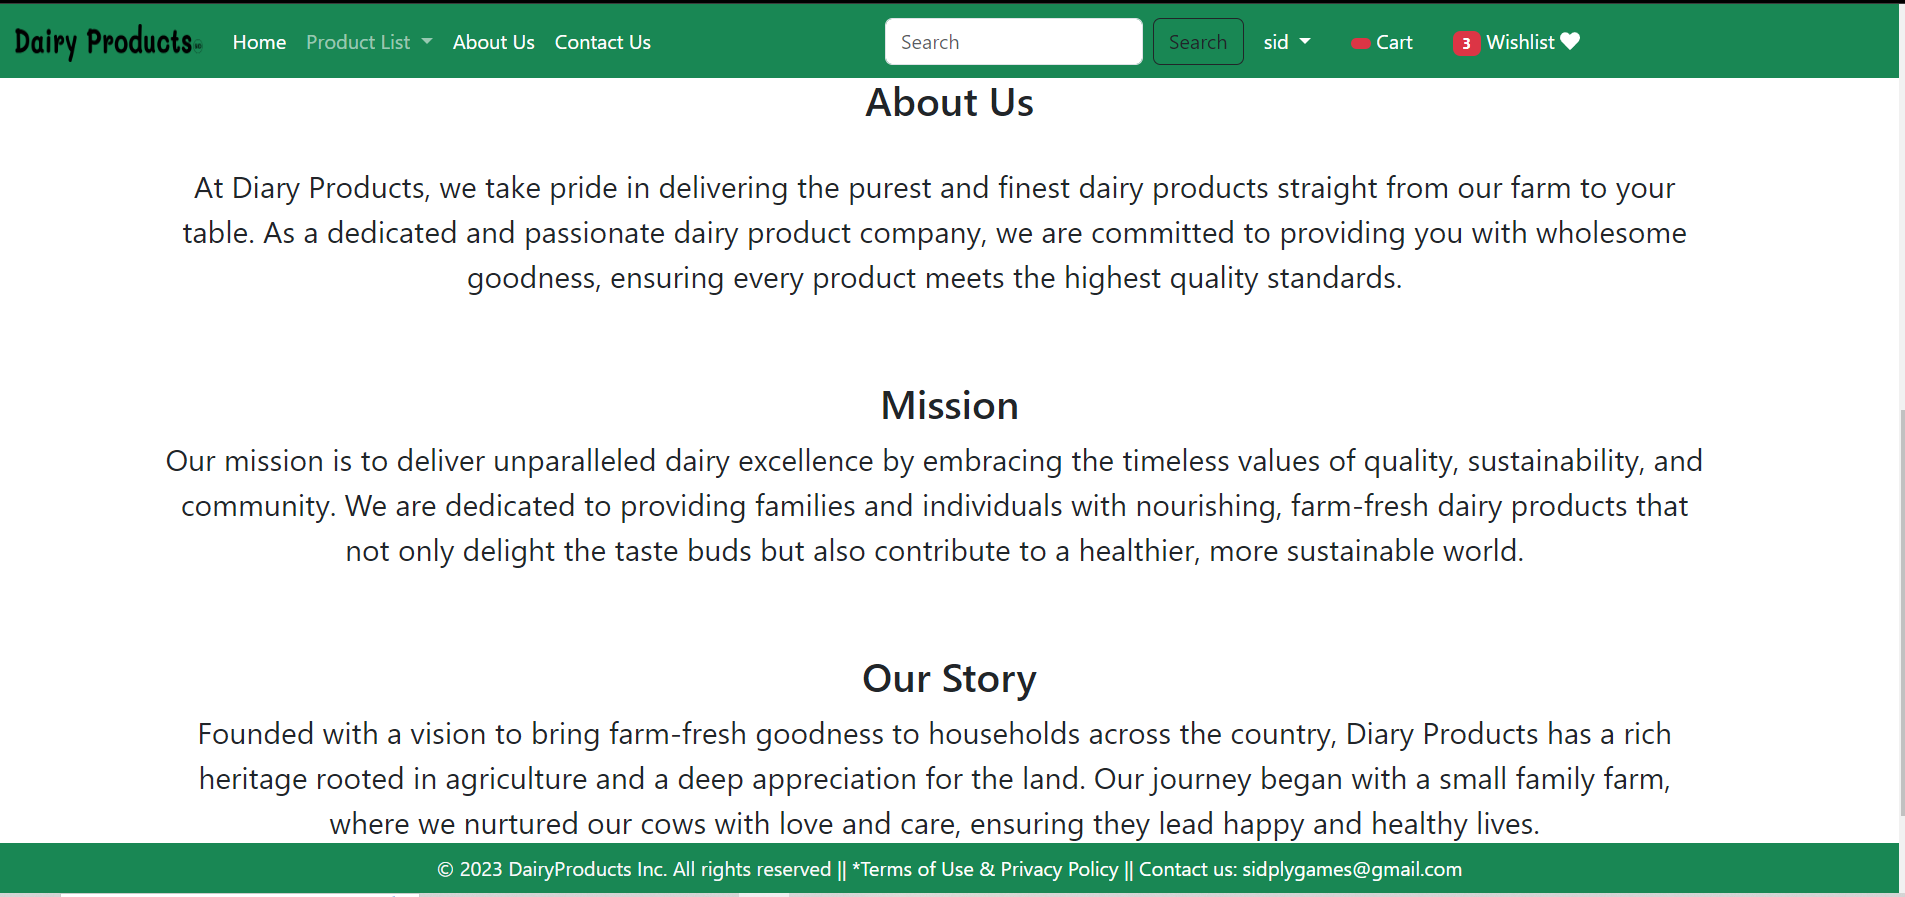 Dairy Products Home Product List About Us Contact Us Search Search sid Cart 3 Wishlist
About Us
At Diary Products, we take pride in delivering the purest and finest dairy products straight from our farm to your
table. As a dedicated and passionate dairy product company, we are committed to providing you with wholesome
goodness, ensuring every product meets the highest quality standards.
Mission
Our mission is to deliver unparalleled dairy excellence by embracing the timeless values of quality, sustainability, and
community. We are dedicated to providing families and individuals with nourishing, farm-fresh dairy products that
not only delight the taste buds but also contribute to a healthier, more sustainable world.
Our Story
Founded with a vision to bring farm-fresh goodness to households across the country, Diary Products has a rich
heritage rooted in agriculture and a deep appreciation for the land. Our journey began with a small family farm,
where we nurtured our cows with love and care, ensuring they lead happy and healthy lives.
© 2023 DairyProducts Inc. All rights reserved || *Terms of Use & Privacy Policy || Contact us: sidplygames@gmail.com